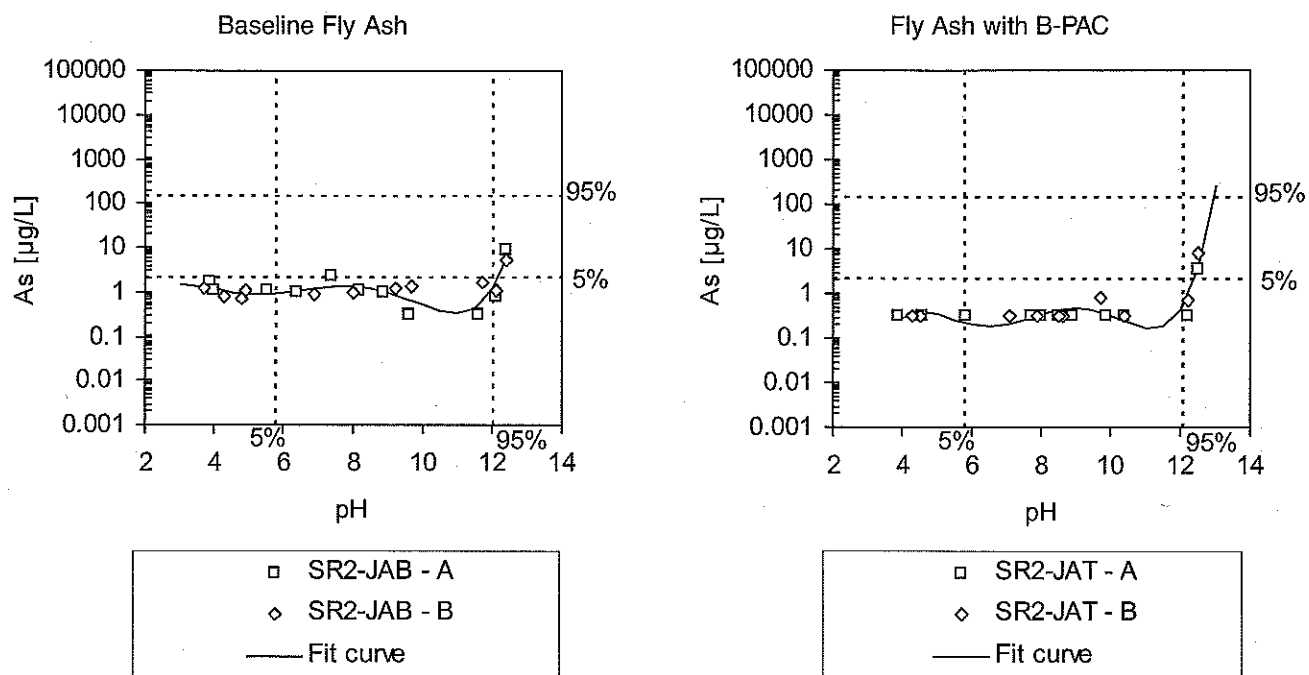 Baseline Fly Ash
100000
10000
1000
100
10
1
0.1
0.01
0.001
As [µg/L]
95%
5%
5%
95%
2 4 6 8 10 12 14
pH
SR2-JAB - A
SR2-JAB - B
Fit curve
Fly Ash with B-PAC
100000
10000
1000
100
10
1
0.1
0.01
0.001
As [µg/L]
95%
5%
5%
95%
2 4 6 8 10 12 14
pH
SR2-JAT - A
SR2-JAT - B
Fit curve